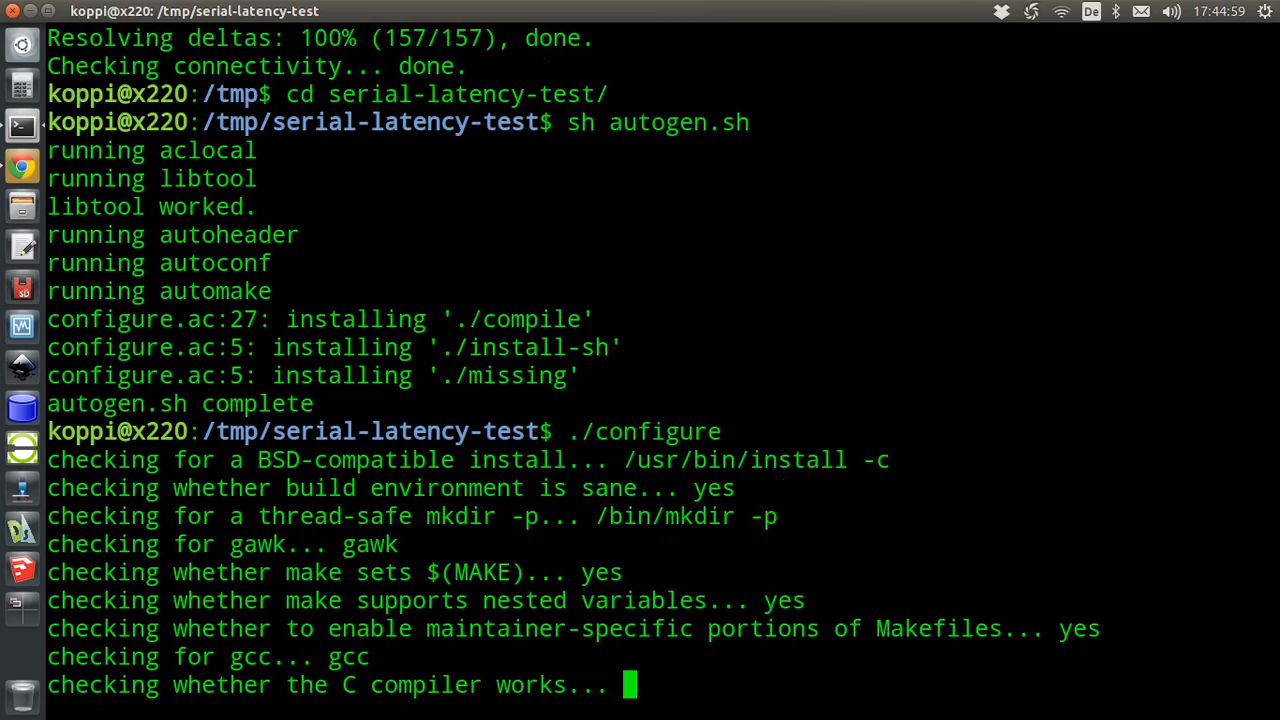 koppi@x220: /tmp/serial-latency-test
De
17:44:59
Resolving deltas: 100% (157/157), done.
Checking connectivity... done.
koppi@x220:/tmp$ cd serial-latency-test/
koppi@x220:/tmp/serial-latency-test$ sh autogen.sh
running aclocal
running libtool
libtool worked.
running autoheader
running autoconf
running automake
configure.ac:27: installing './compile'
configure.ac:5: installing './install-sh'
configure.ac:5: installing './missing'
autogen.sh complete
koppi@x220:/tmp/serial-latency-test$ ./configure
checking for a BSD-compatible install... /usr/bin/install -c
checking whether build environment is sane... yes
checking for a thread-safe mkdir -p... /bin/mkdir -p
checking for gawk... gawk
checking whether make sets $(MAKE)... yes
checking whether make supports nested variables... yes
checking whether to enable maintainer-specific portions of Makefiles... yes
checking for gcc... gcc
checking whether the C compiler works...
SD